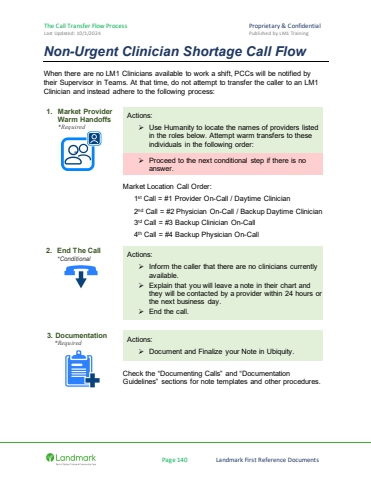 The Call Transfer Flow Process
Proprietary & Confidential
Last Updated: 10/1/2024
Published by LM1 Training
Non-Urgent Clinician Shortage Call Flow
When there are no LM1 Clinicians available to work a shift, PCCs will be notified by
their Supervisor in Teams. At that time, do not attempt to transfer the caller to an LM1
Clinician and instead adhere to the following process:
1. Market Provider
Warm Handoffs
*Required
Actions:
➢ Use Humanity to locate the names of providers listed
in the roles below. Attempt warm transfers to these
individuals in the following order:
➢ Proceed to the next conditional step if there is no
answer.
Market Location Call Order:
1st Call = #1 Provider On-Call / Daytime Clinician
2nd Call = #2 Physician On-Call / Backup Daytime Clinician
3rd Call = #3 Backup Clinician On-Call
4th Call = #4 Backup Physician On-Call
2. End The Call
*Conditional
Actions:
➢ Inform the caller that there are no clinicians currently
available.
➢ Explain that you will leave a note in their chart and
they will be contacted by a provider within 24 hours or
the next business day.
➢ End the call.
3. Documentation
*Required
Actions:
➢ Document and Finalize your Note in Ubiquity.
Check the “Documenting Calls” and “Documentation
Guidelines” sections for note templates and other procedures.
Landmark
Page 140
Landmark First Reference Documents